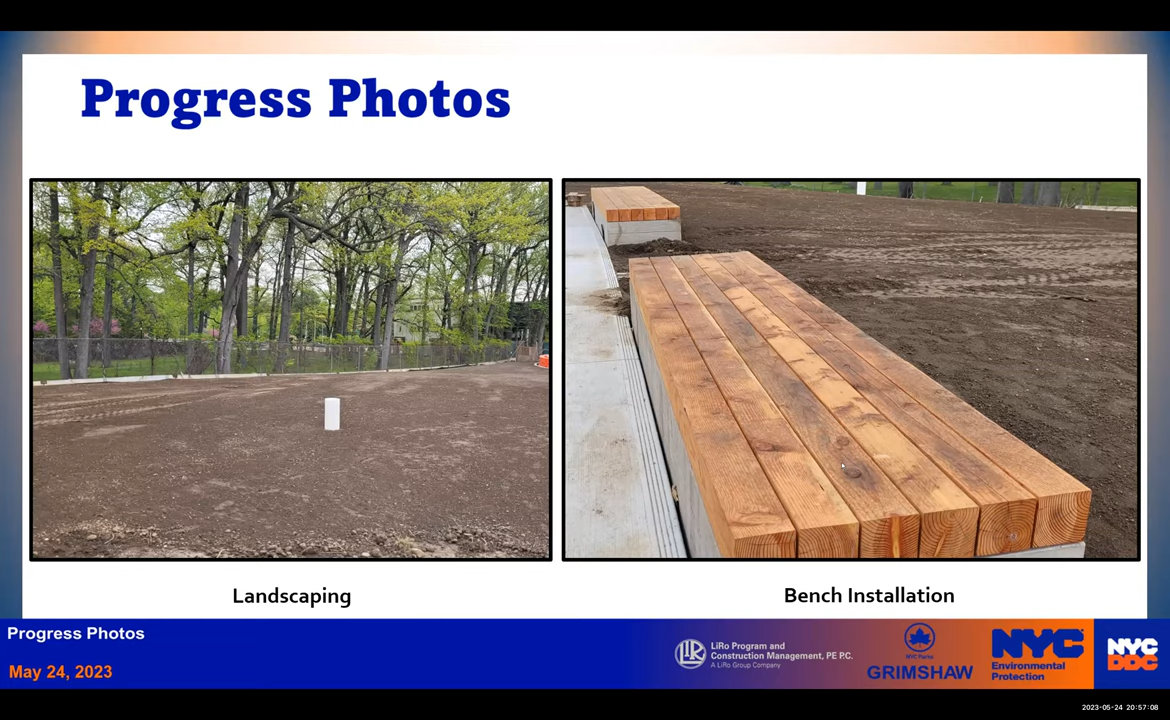 Progress Photos
Landscaping
Bench Installation
Progress Photos
May 24, 2023
LiRo Program and
Construction Management, PE P.C.
A LiRo Group Company
NYC Parks
GRIMSHAW
NYC
Environmental
Protection
NYC
DDC
2023-05-24 20:57:08